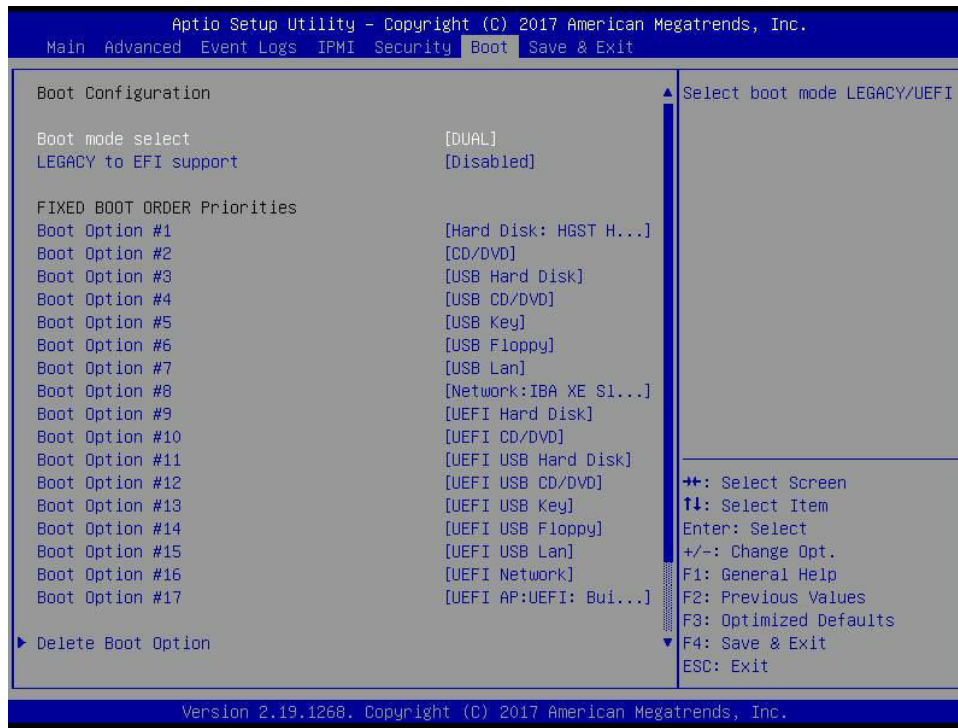 Aptio Setup Utility – Copyright (C) 2017 American Megatrends, Inc.
Main Advanced Event Logs IPMI Security Boot Save & Exit
Boot Configuration
Boot mode select [DUAL]
LEGACY to EFI support [Disabled]
FIXED BOOT ORDER Priorities
Boot Option #1 [Hard Disk: HGST H...]
Boot Option #2 [CD/DVD]
Boot Option #3 [USB Hard Disk]
Boot Option #4 [USB CD/DVD]
Boot Option #5 [USB Key]
Boot Option #6 [USB Floppy]
Boot Option #7 [USB Lan]
Boot Option #8 [Network:IBA XE Sl...]
Boot Option #9 [UEFI Hard Disk]
Boot Option #10 [UEFI CD/DVD]
Boot Option #11 [UEFI USB Hard Disk]
Boot Option #12 [UEFI USB CD/DVD]
Boot Option #13 [UEFI USB Key]
Boot Option #14 [UEFI USB Floppy]
Boot Option #15 [UEFI USB Lan]
Boot Option #16 [UEFI Network]
Boot Option #17 [UEFI AP:UEFI: Bui...]
Delete Boot Option
Select boot mode LEGACY/UEFI
→←: Select Screen
↑↓: Select Item
Enter: Select
+/-: Change Opt.
F1: General Help
F2: Previous Values
F3: Optimized Defaults
F4: Save & Exit
ESC: Exit
Version 2.19.1268. Copyright (C) 2017 American Megatrends, Inc.